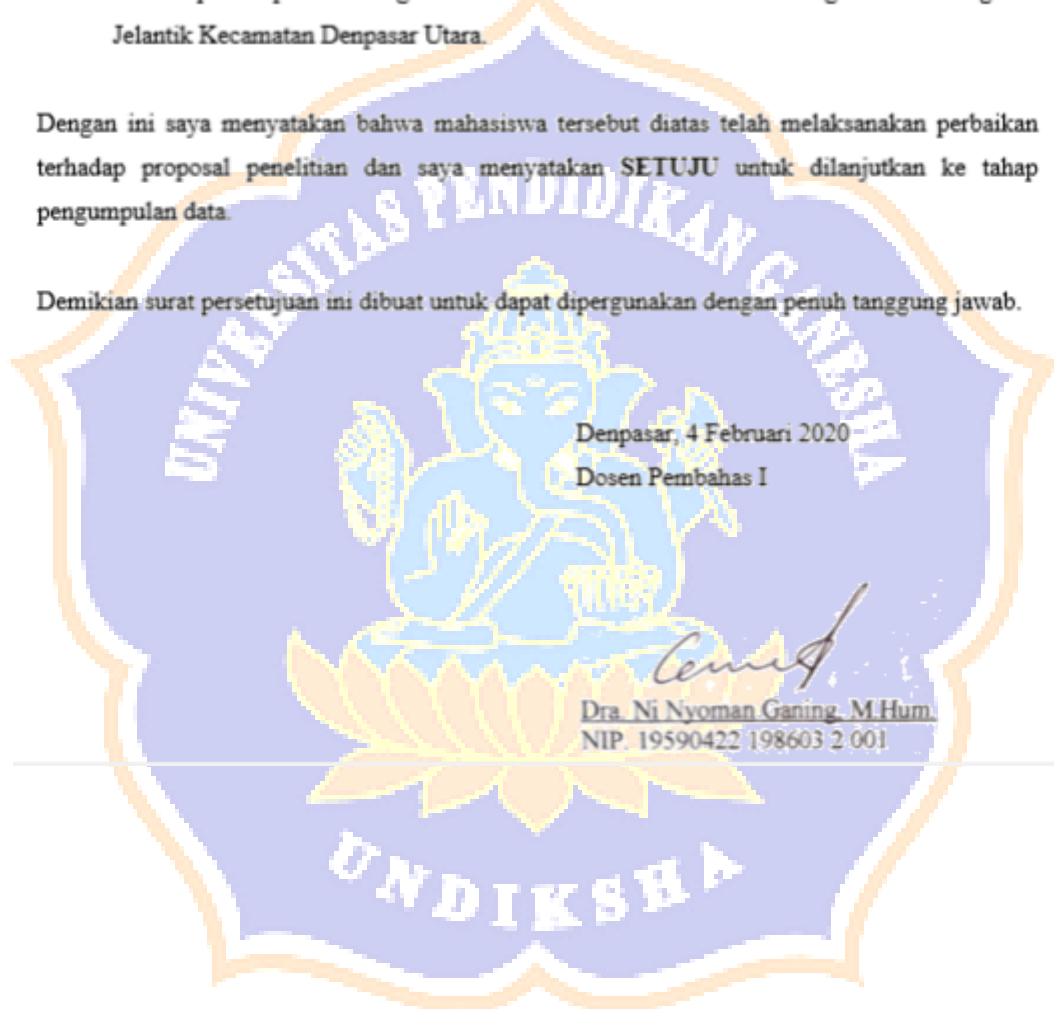 Jelantik Kecamatan Denpasar Utara.
Dengan ini saya menyatakan bahwa mahasiswa tersebut diatas telah melaksanakan perbaikan
terhadap proposal penelitian dan saya menyatakan SETUJU untuk dilanjutkan ke tahap
pengumpulan data.
Demikian surat persetujuan ini dibuat untuk dapat dipergunakan dengan penuh tanggung jawab.
UNIVERSITAS PENDIDIKAN GANESHA
Denpasar, 4 Februari 2020
Dosen Pembahas I
Dra. Ni Nyoman Ganing, M.Hum.
NIP. 19590422 198603 2 001
UNDIKSHA